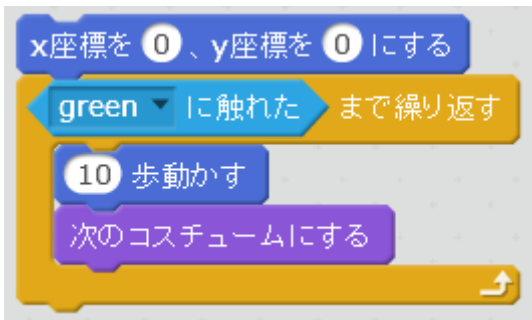 x座標を 0 、y座標を 0 にする
green に触れた まで繰り返す
10 歩動かす
次のコスチュームにする